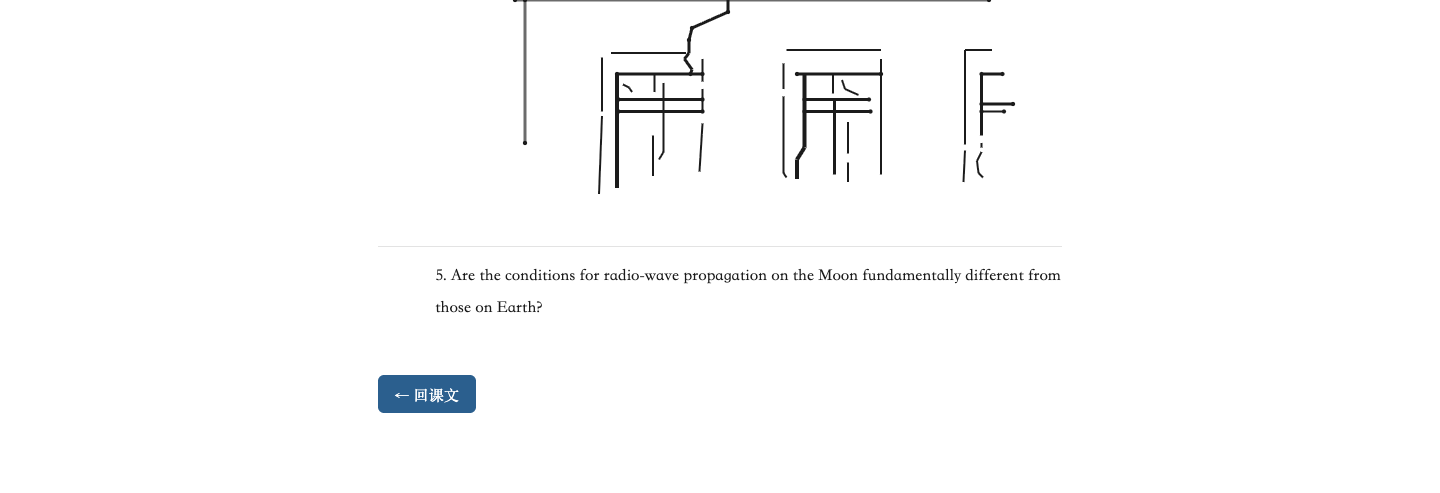 5. Are the conditions for radio-wave propagation on the Moon fundamentally different from
those on Earth?
← 回课文